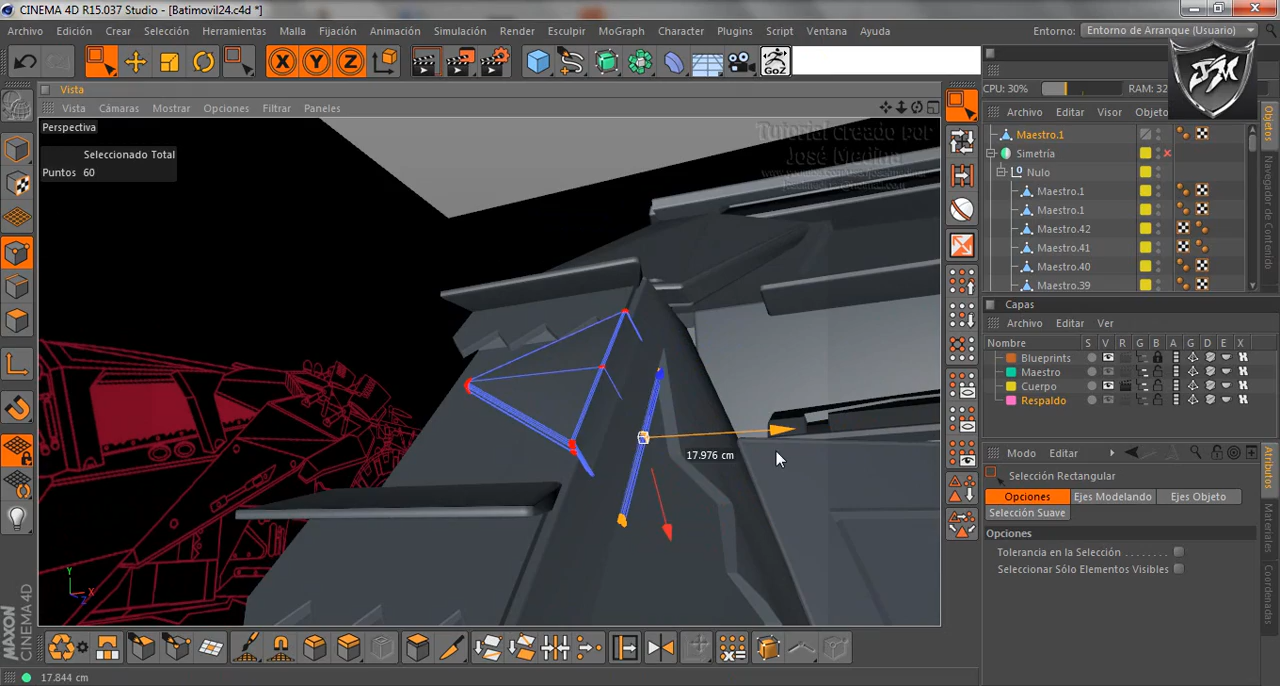 CINEMA 4D R15.037 Studio - [Batimovil24.c4d *]
Archivo Edición Crear Selección Herramientas Malla Fijación Animación Simulación Render Esculpir MoGraph Character Plugins Script Ventana Ayuda
Entorno: Entorno de Arranque (Usuario)
X Y Z
GoZ
JM
Vista
Vista Cámaras Mostrar Opciones Filtrar Paneles
Perspectiva
Seleccionado Total
Puntos 60
Tutorial creado por
José Medina
17.976 cm
Y
X
Z
MAXON
CINEMA 4D
17.844 cm
CPU: 30% RAM: 32
Archivo Editar Visor Objeto
Maestro.1
Simetría
Nulo
Maestro.1
Maestro.1
Maestro.42
Maestro.41
Maestro.40
Maestro.39
Objetos
Navegador de Contenido
Capas
Archivo Editar Ver
Nombre S V R G B A G D E X
Blueprints
Maestro
Cuerpo
Respaldo
Modo Editar
Selección Rectangular
Opciones Ejes Modelando Ejes Objeto
Selección Suave
Opciones
Tolerancia en la Selección . . . . . . . .
Seleccionar Sólo Elementos Visibles
Atributos
Materiales
Coordenadas